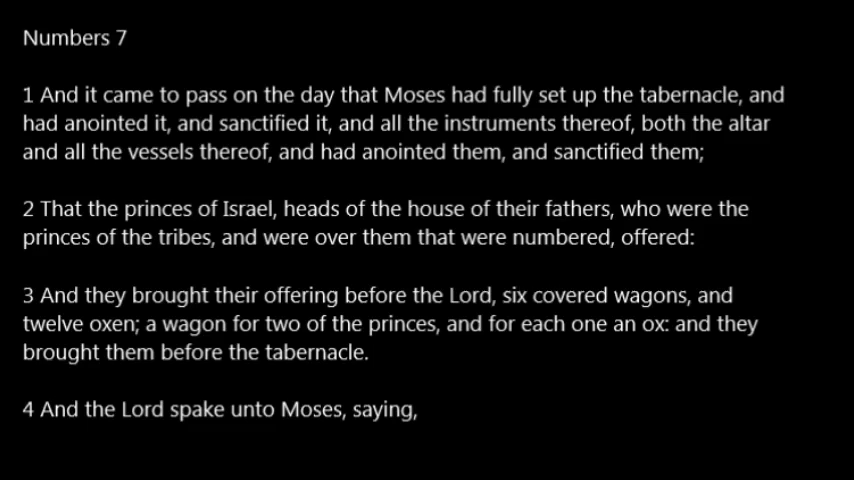 Numbers 7
1 And it came to pass on the day that Moses had fully set up the tabernacle, and
had anointed it, and sanctified it, and all the instruments thereof, both the altar
and all the vessels thereof, and had anointed them, and sanctified them;
2 That the princes of Israel, heads of the house of their fathers, who were the
princes of the tribes, and were over them that were numbered, offered:
3 And they brought their offering before the Lord, six covered wagons, and
twelve oxen; a wagon for two of the princes, and for each one an ox: and they
brought them before the tabernacle.
4 And the Lord spake unto Moses, saying,